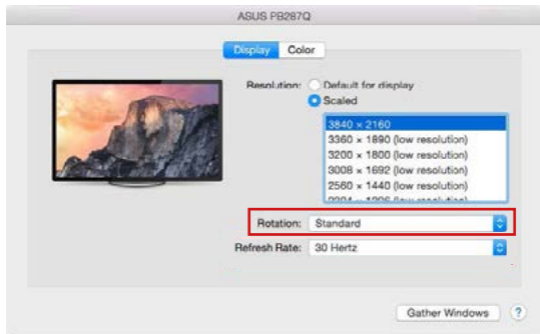 ASUS PB287Q
Display Color
Resolution: Default for display
Scaled
3840 × 2160
3360 × 1890 (low resolution)
3200 × 1800 (low resolution)
3008 × 1692 (low resolution)
2560 × 1440 (low resolution)
Rotation: Standard
Refresh Rate: 30 Hertz
Gather Windows ?